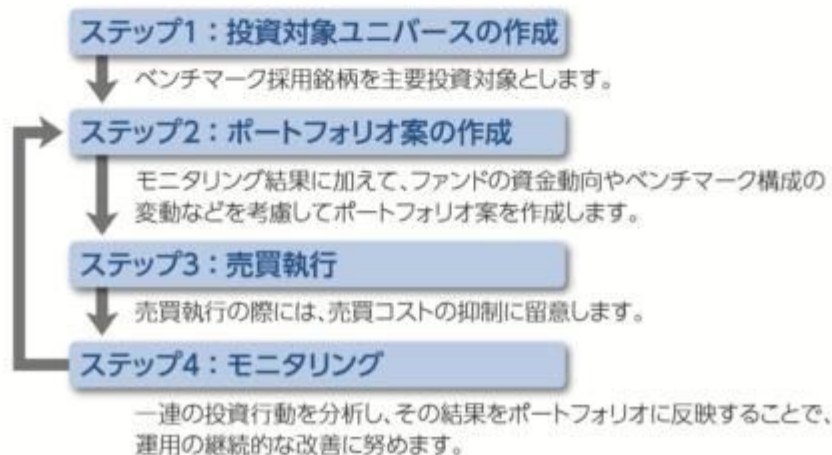 ステップ1：投資対象ユニバースの作成
ベンチマーク採用銘柄を主要投資対象とします。
ステップ2：ポートフォリオ案の作成
モニタリング結果に加えて、ファンドの資金動向やベンチマーク構成の
変動などを考慮してポートフォリオ案を作成します。
ステップ3：売買執行
売買執行の際には、売買コストの抑制に留意します。
ステップ4：モニタリング
一連の投資行動を分析し、その結果をポートフォリオに反映することで、
運用の継続的な改善に努めます。